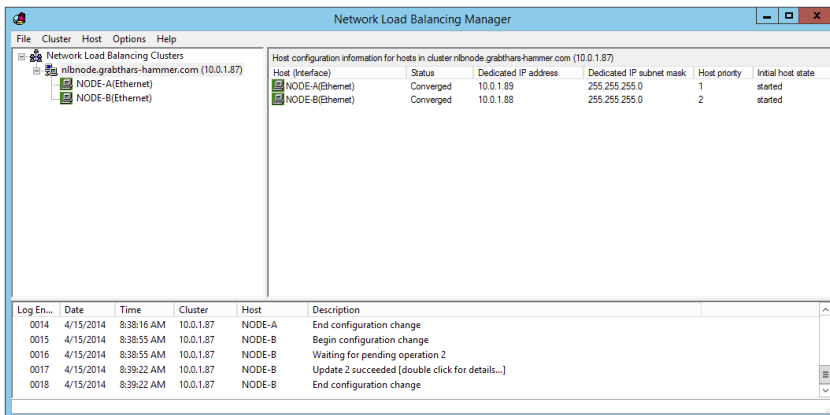 Network Load Balancing Manager
File Cluster Host Options Help
Network Load Balancing Clusters
nlbnode.grabthars-hammer.com (10.0.1.87)
NODE-A(Ethernet)
NODE-B(Ethernet)
Host configuration information for hosts in cluster nlbnode.grabthars-hammer.com (10.0.1.87)
Host (Interface) Status Dedicated IP address Dedicated IP subnet mask Host priority Initial host state
NODE-A(Ethernet) Converged 10.0.1.89 255.255.255.0 1 started
NODE-B(Ethernet) Converged 10.0.1.88 255.255.255.0 2 started
Log En... Date Time Cluster Host Description
0014 4/15/2014 8:38:16 AM 10.0.1.87 NODE-A End configuration change
0015 4/15/2014 8:38:55 AM 10.0.1.87 NODE-B Begin configuration change
0016 4/15/2014 8:38:55 AM 10.0.1.87 NODE-B Waiting for pending operation 2
0017 4/15/2014 8:39:22 AM 10.0.1.87 NODE-B Update 2 succeeded [double click for details...]
0018 4/15/2014 8:39:22 AM 10.0.1.87 NODE-B End configuration change